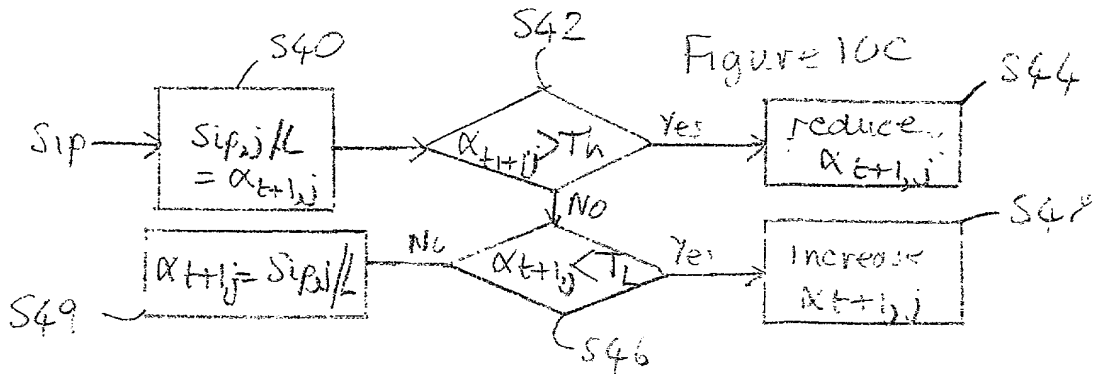 S42
S40
Figure 10C
S44
Sip
Sip,j/L
= αt+1,j
αt+1,j>Th
Yes
reduce
αt+1,j
No
S48
αt+1,j = Sip,j/L
No
αt+1,j<TL
Yes
increase
αt+1,j
S49
S46